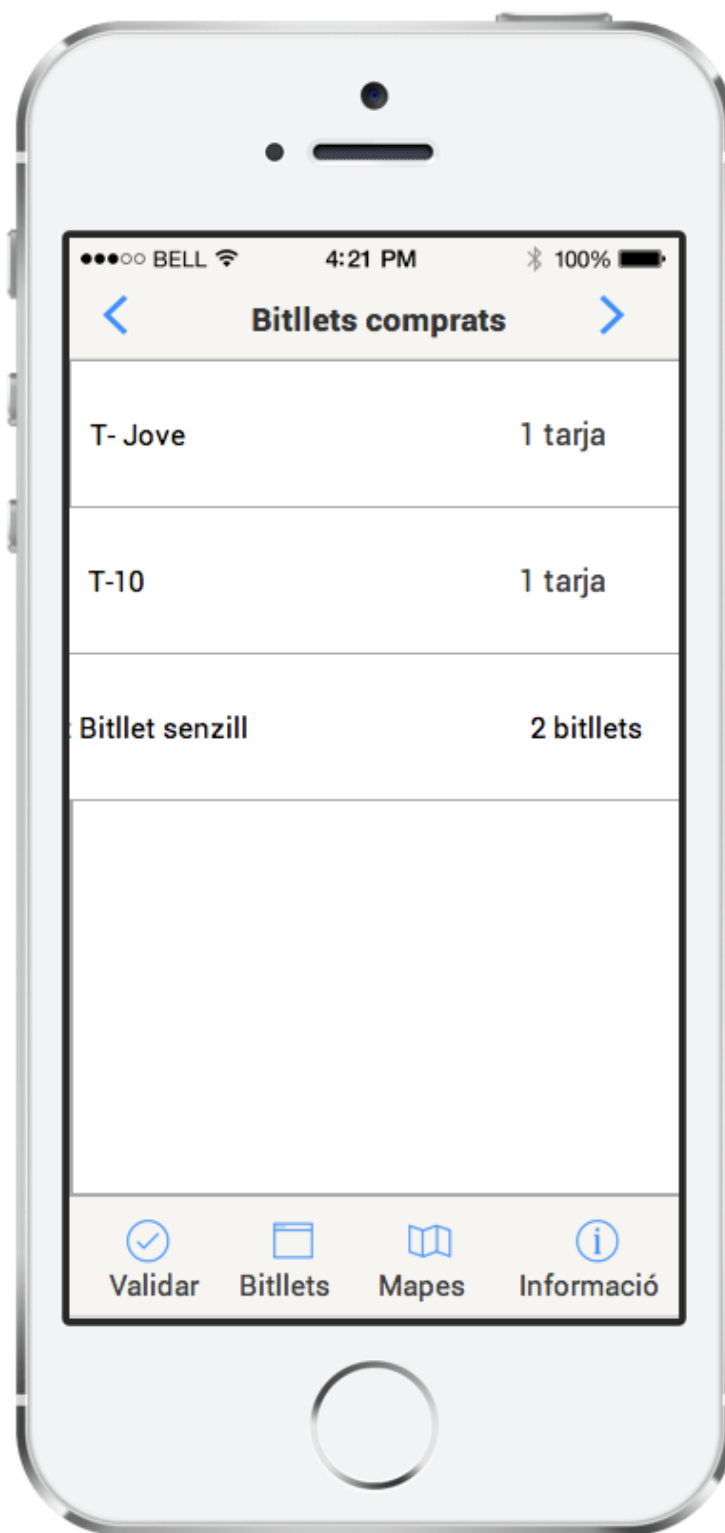 BELL 4:21 PM 100%
Bitllets comprats
T- Jove 1 tarja
T-10 1 tarja
: Bitllet senzill 2 bitllets
Validar Bitllets Mapes Informació